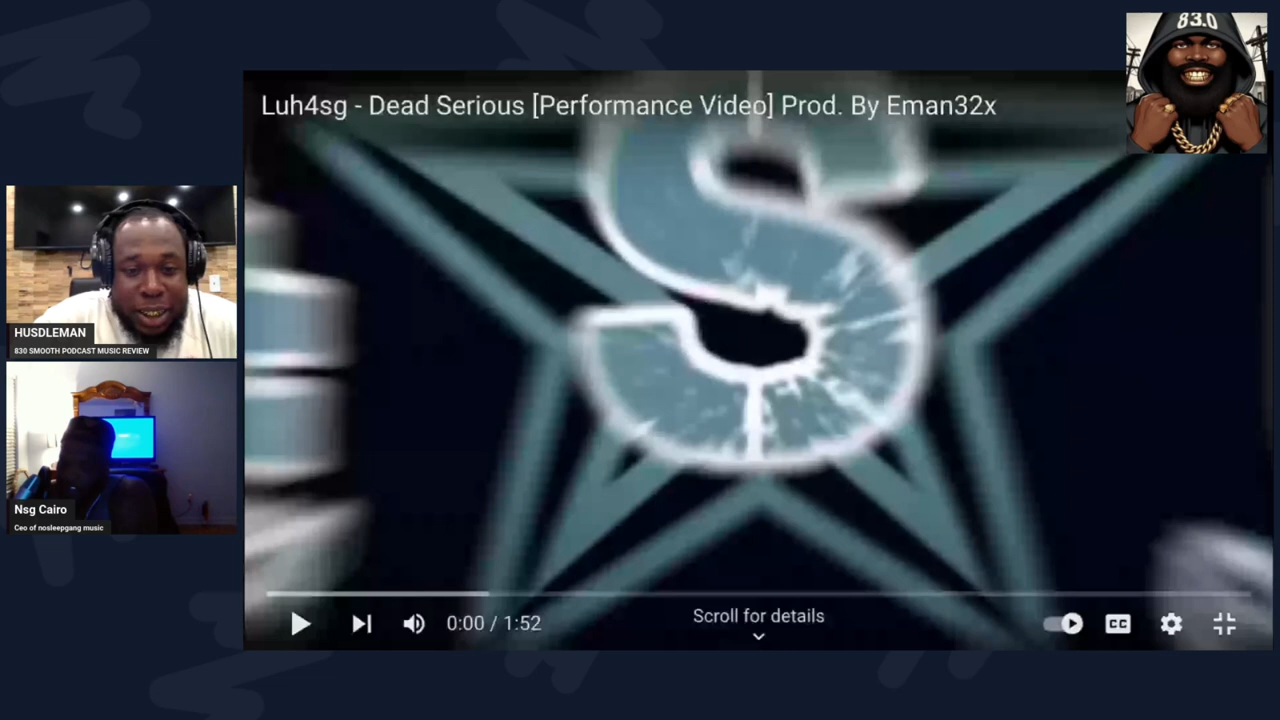 83.0
Luh4sg - Dead Serious [Performance Video] Prod. By Eman32x
S
HUSDLEMAN
830 SMOOTH PODCAST MUSIC REVIEW
Nsg Cairo
Ceo of nosleepgang music
0:00 / 1:52
Scroll for details
CC